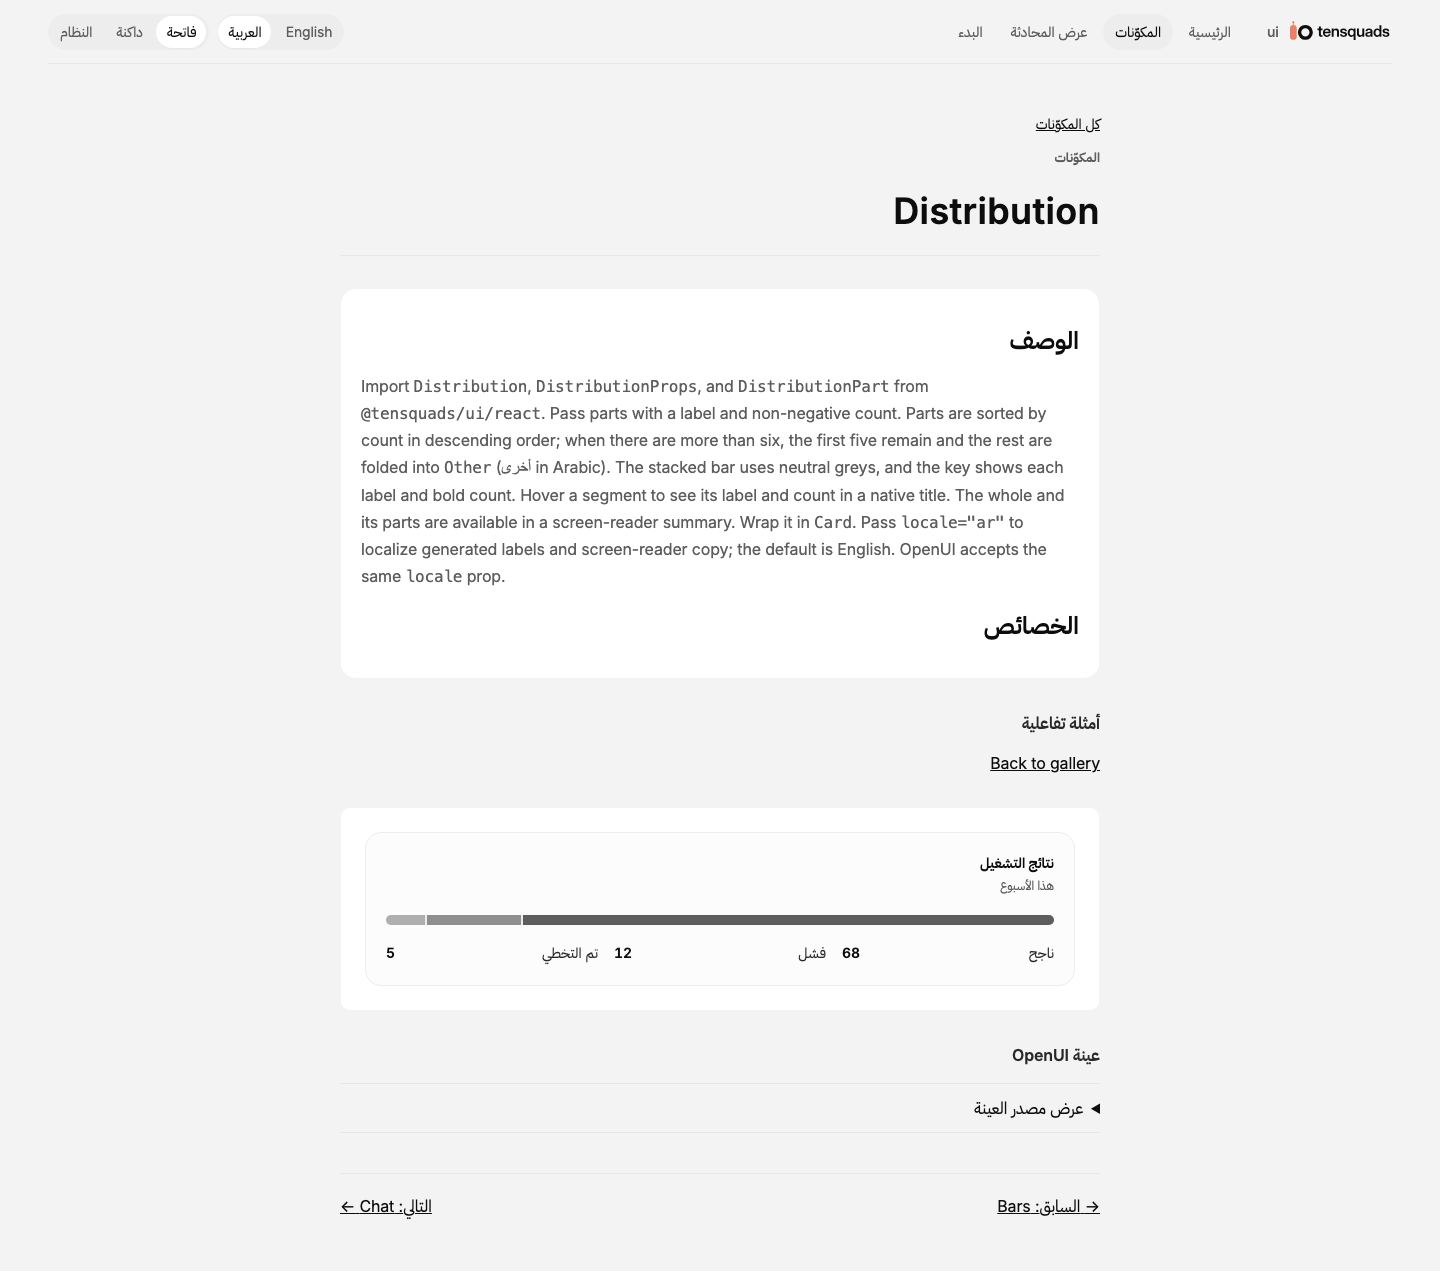 tensquads ui الرئيسية المكوّنات عرض المحادثة البدء English العربية فاتحة داكنة النظام
كل المكوّنات
المكوّنات
Distribution
الوصف
Import Distribution, DistributionProps, and DistributionPart from
@tensquads/ui/react. Pass parts with a label and non-negative count. Parts are sorted by
count in descending order; when there are more than six, the first five remain and the rest are
folded into Other (أخرى in Arabic). The stacked bar uses neutral greys, and the key shows each
label and bold count. Hover a segment to see its label and count in a native title. The whole and
its parts are available in a screen-reader summary. Wrap it in Card. Pass locale="ar" to
localize generated labels and screen-reader copy; the default is English. OpenUI accepts the
same locale prop.
الخصائص
أمثلة تفاعلية
Back to gallery
نتائج التشغيل
هذا الأسبوع
ناجح 68 فشل 12 تم التخطي 5
عينة OpenUI
عرض مصدر العينة
→ السابق: Bars التالي: Chat ←